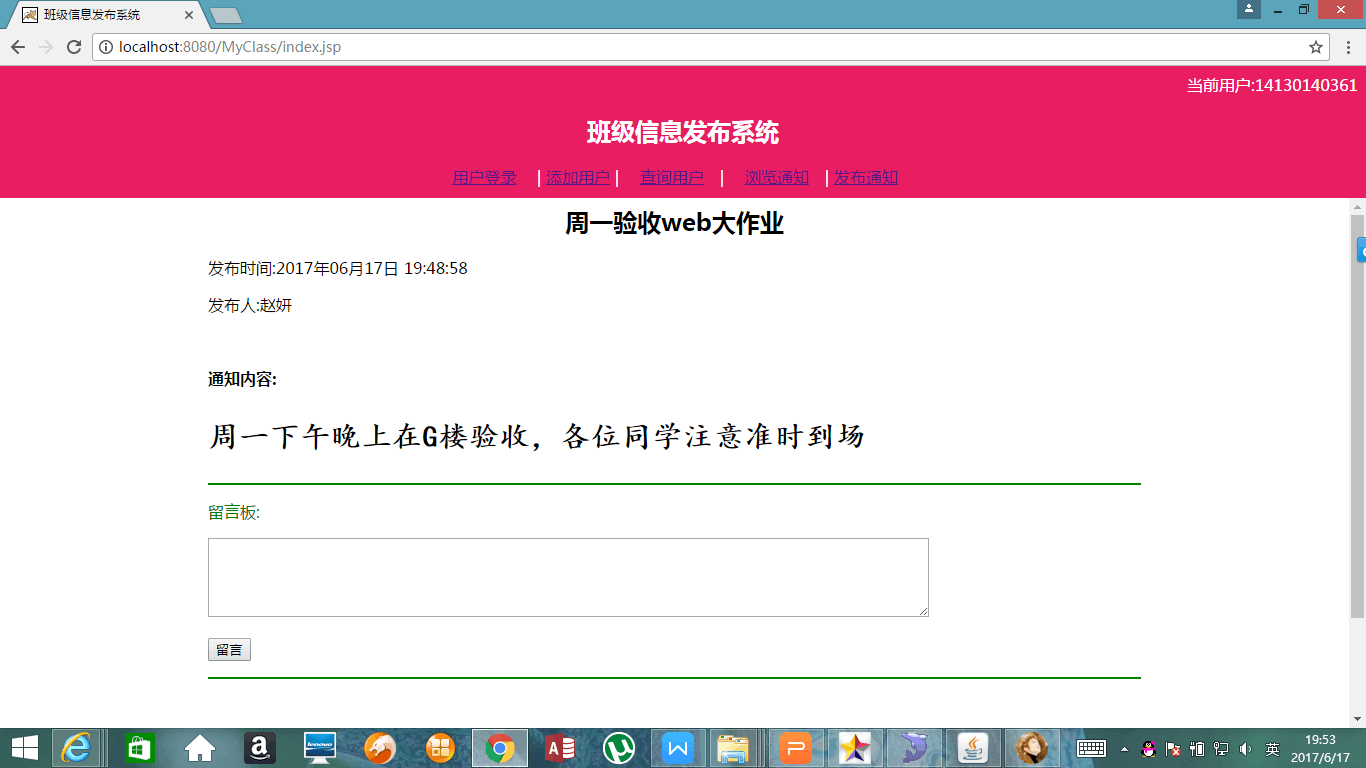 班级信息发布系统
localhost:8080/MyClass/index.jsp
当前用户:14130140361
班级信息发布系统
用户登录 | 添加用户 | 查询用户 | 浏览通知 | 发布通知
周一验收web大作业
发布时间:2017年06月17日 19:48:58
发布人:赵妍
通知内容:
周一下午晚上在G楼验收，各位同学注意准时到场
留言板:
留言
lenovo
英
19:53
2017/6/17